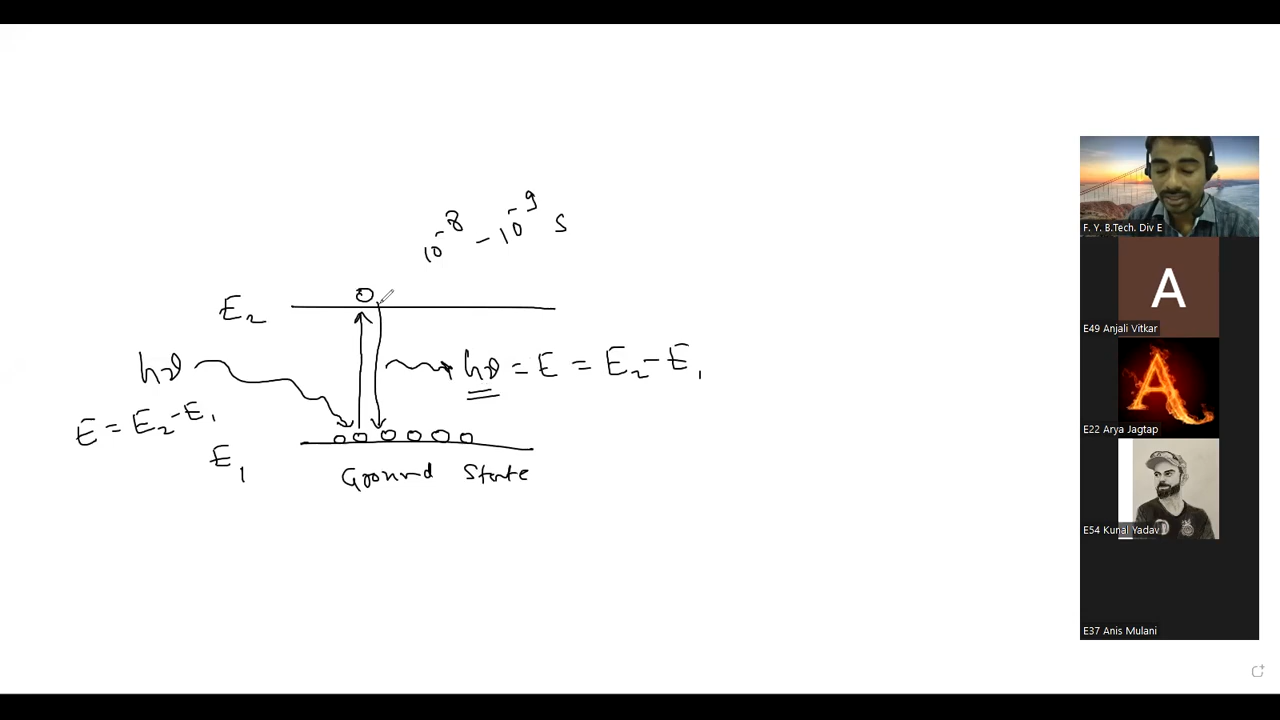 10⁻⁸ - 10⁻⁹ s
E₂
hν
hν = E = E₂ - E₁
E = E₂ - E₁
E₁
Ground State
F. Y. B.Tech. Div E
A
E49 Anjali Vitkar
E22 Arya Jagtap
E54 Kunal Yadav
E37 Anis Mulani